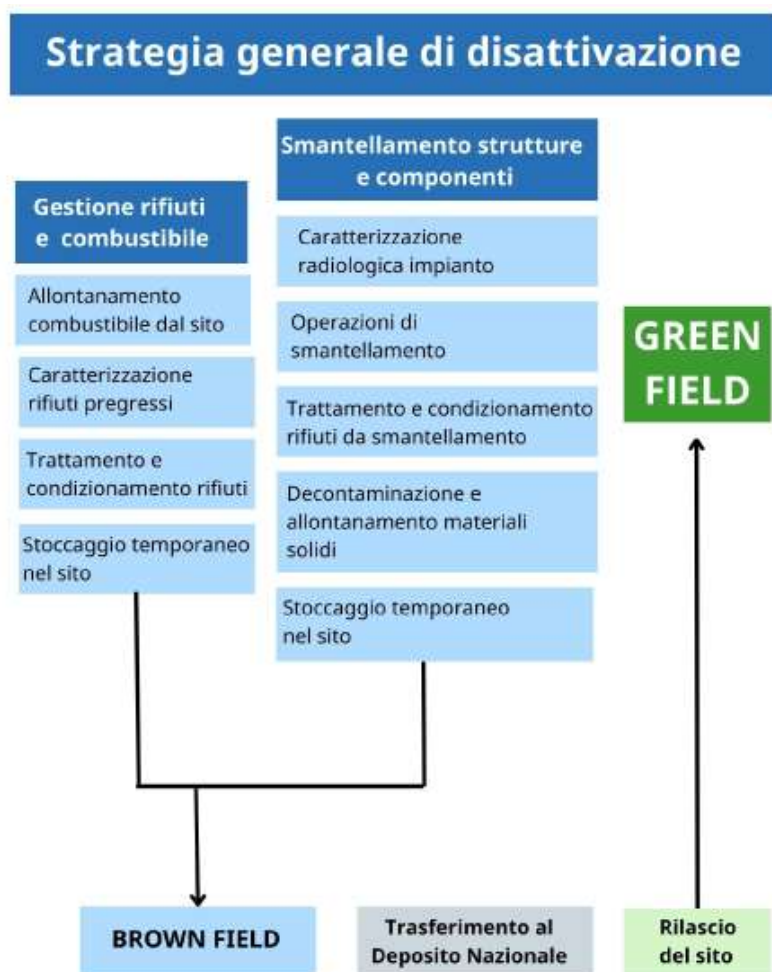 Strategia generale di disattivazione
Gestione rifiuti
e combustibile
Allontanamento
combustibile dal sito
Caratterizzazione
rifiuti pregressi
Trattamento e
condizionamento rifiuti
Stoccaggio temporaneo
nel sito
Smantellamento strutture
e componenti
Caratterizzazione
radiologica impianto
Operazioni di
smantellamento
Trattamento e condizionamento
rifiuti da smantellamento
Decontaminazione e
allontanamento materiali
solidi
Stoccaggio temporaneo
nel sito
GREEN
FIELD
BROWN FIELD
Trasferimento al
Deposito Nazionale
Rilascio
del sito